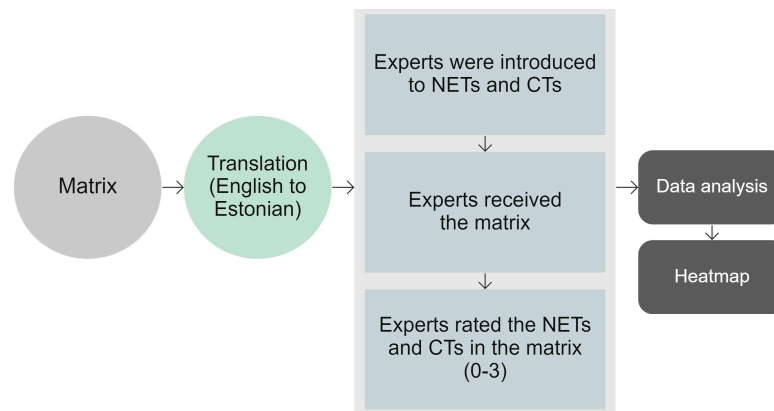 Matrix
Translation
(English to
Estonian)
Experts were introduced
to NETs and CTs
Experts received
the matrix
Experts rated the NETs
and CTs in the matrix
(0-3)
Data analysis
Heatmap